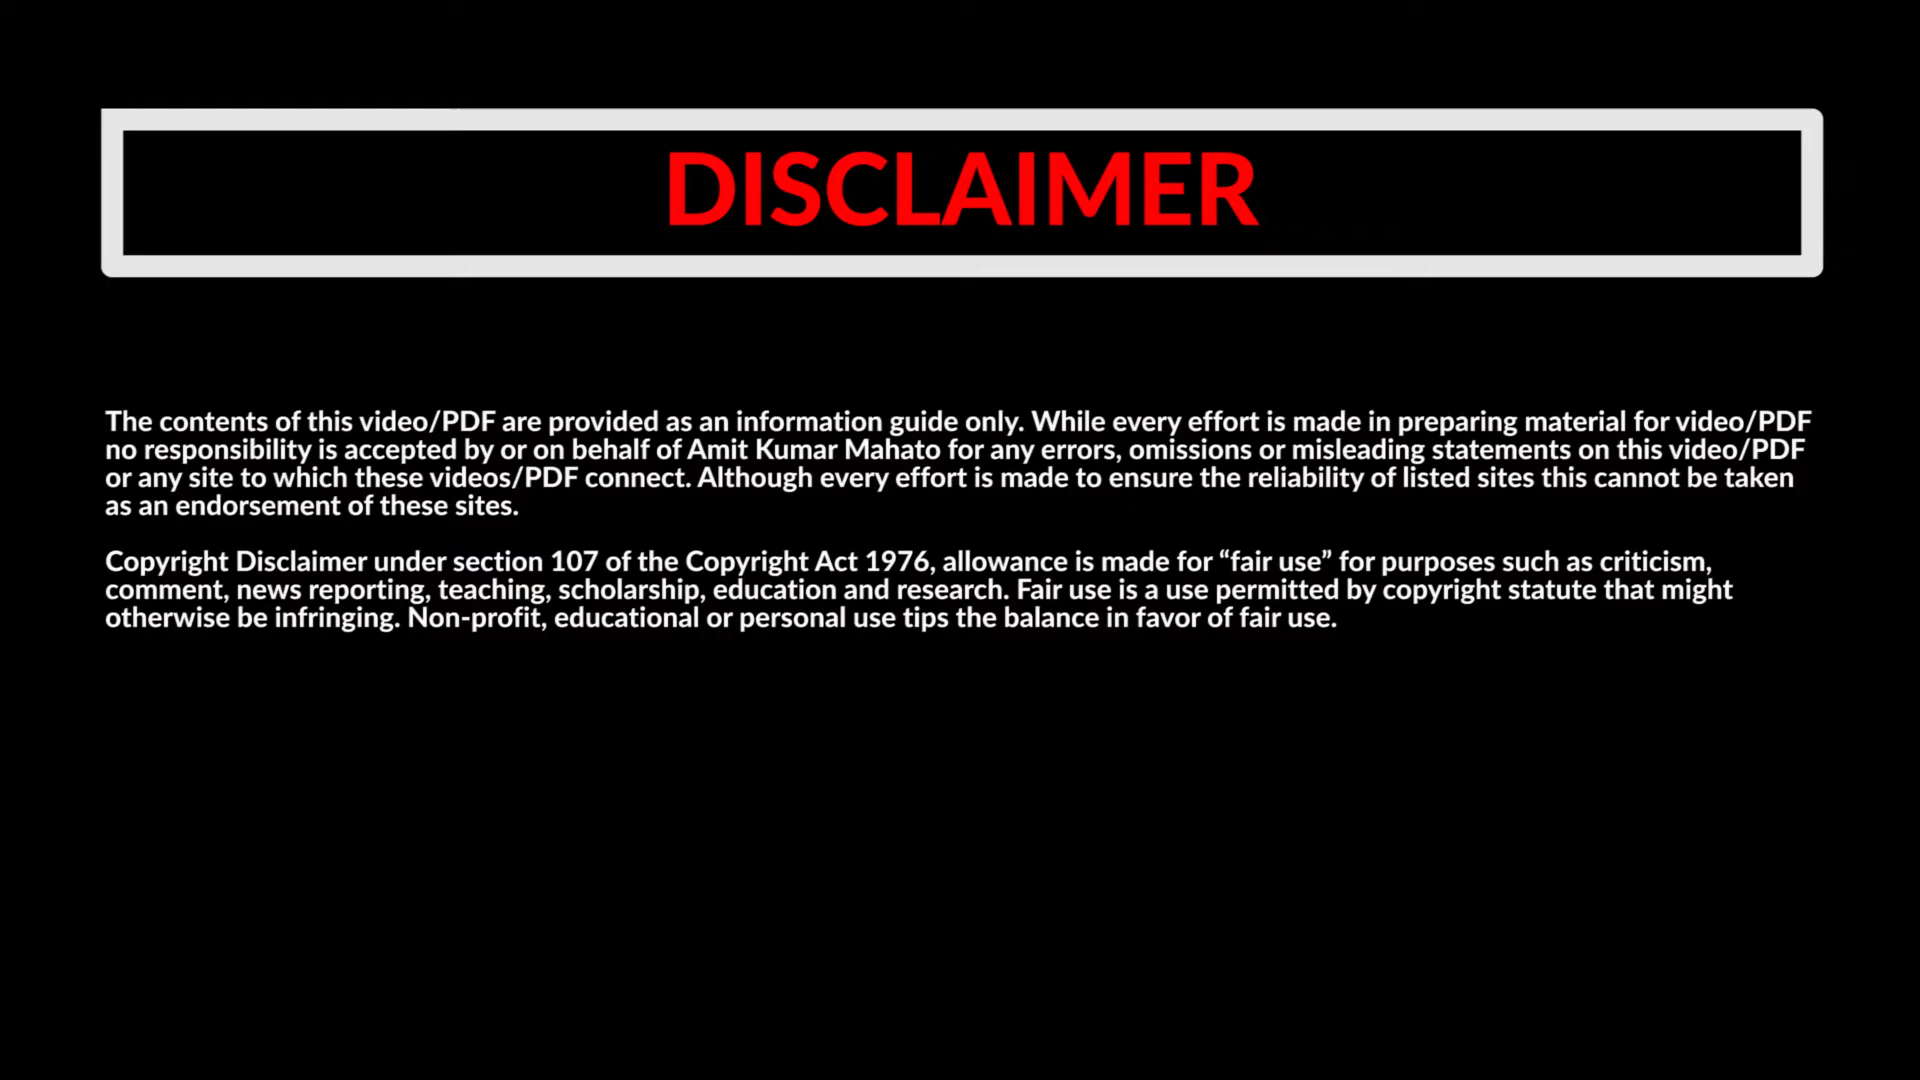 DISCLAIMER
The contents of this video/PDF are provided as an information guide only. While every effort is made in preparing material for video/PDF
no responsibility is accepted by or on behalf of Amit Kumar Mahato for any errors, omissions or misleading statements on this video/PDF
or any site to which these videos/PDF connect. Although every effort is made to ensure the reliability of listed sites this cannot be taken
as an endorsement of these sites.
Copyright Disclaimer under section 107 of the Copyright Act 1976, allowance is made for “fair use” for purposes such as criticism,
comment, news reporting, teaching, scholarship, education and research. Fair use is a use permitted by copyright statute that might
otherwise be infringing. Non-profit, educational or personal use tips the balance in favor of fair use.